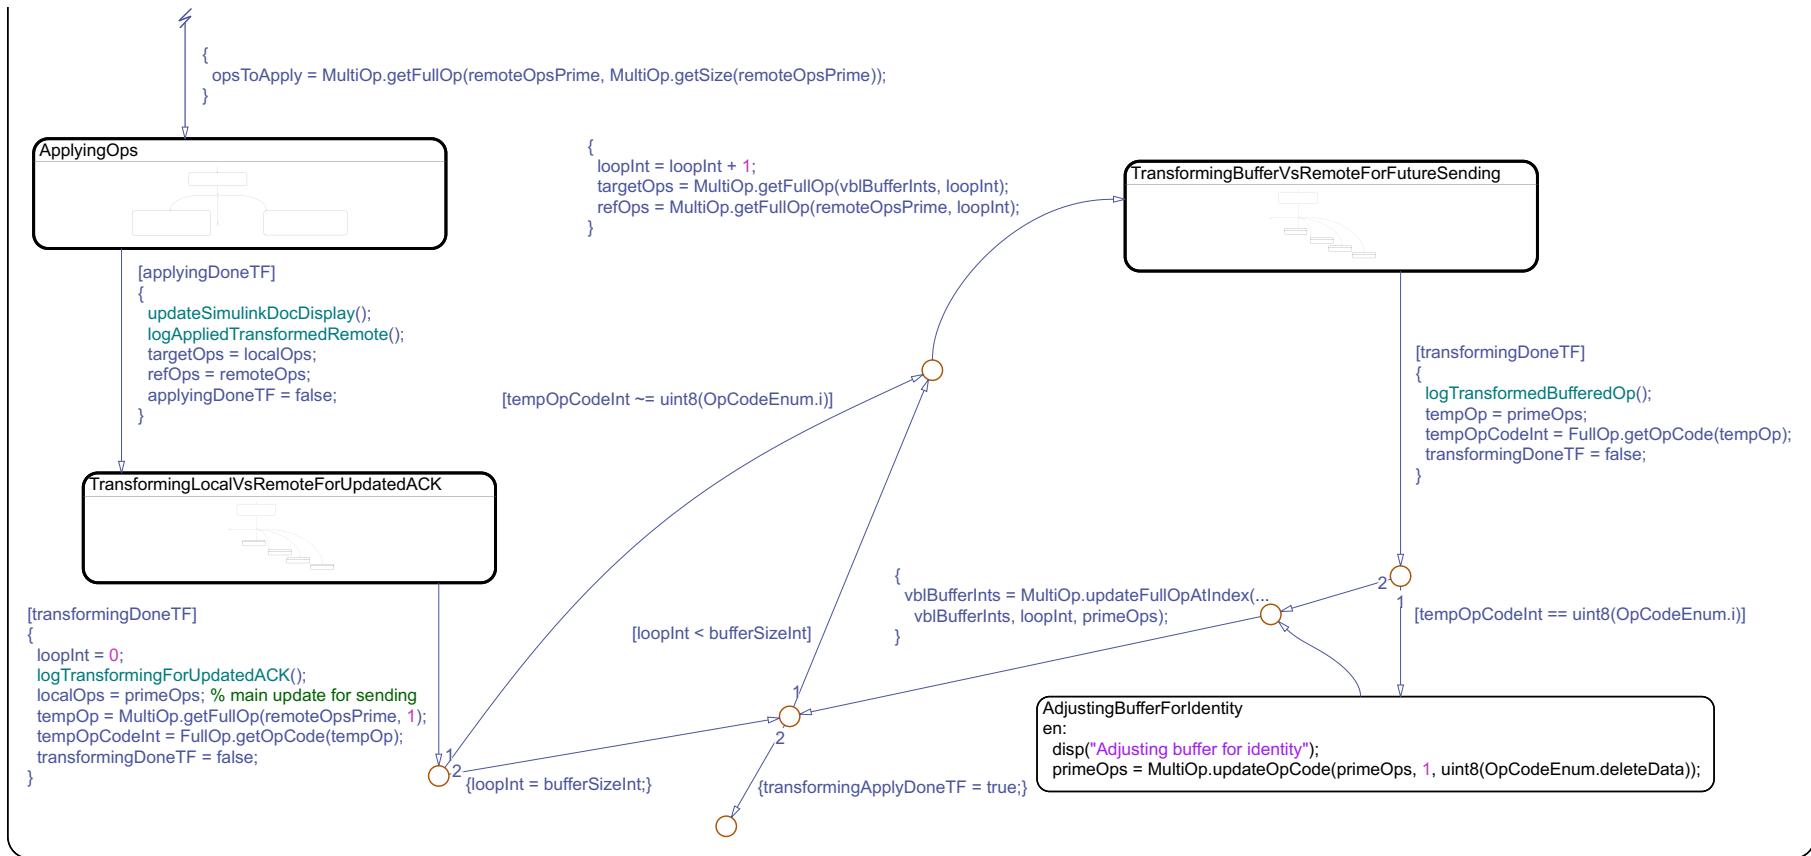 {
opsToApply = MultiOp.getFullOp(remoteOpsPrime, MultiOp.getSize(remoteOpsPrime));
}
ApplyingOps
{
loopInt = loopInt + 1;
targetOps = MultiOp.getFullOp(vblBufferInts, loopInt);
refOps = MultiOp.getFullOp(remoteOpsPrime, loopInt);
}
TransformingBufferVsRemoteForFutureSending
[applyingDoneTF]
{
updateSimulinkDocDisplay();
logAppliedTransformedRemote();
targetOps = localOps;
refOps = remoteOps;
applyingDoneTF = false;
}
[tempOpCodeInt ~= uint8(OpCodeEnum.i)]
[transformingDoneTF]
{
logTransformedBufferedOp();
tempOp = primeOps;
tempOpCodeInt = FullOp.getOpCode(tempOp);
transformingDoneTF = false;
}
TransformingLocalVsRemoteForUpdatedACK
[transformingDoneTF]
{
loopInt = 0;
logTransformingForUpdatedACK();
localOps = primeOps; % main update for sending
tempOp = MultiOp.getFullOp(remoteOpsPrime, 1);
tempOpCodeInt = FullOp.getOpCode(tempOp);
transformingDoneTF = false;
}
1
2
{loopInt = bufferSizeInt;}
[loopInt < bufferSizeInt]
1
2
{transformingApplyDoneTF = true;}
{
vblBufferInts = MultiOp.updateFullOpAtIndex(...
vblBufferInts, loopInt, primeOps);
}
2
1
[tempOpCodeInt == uint8(OpCodeEnum.i)]
AdjustingBufferForIdentity
en:
disp("Adjusting buffer for identity");
primeOps = MultiOp.updateOpCode(primeOps, 1, uint8(OpCodeEnum.deleteData));